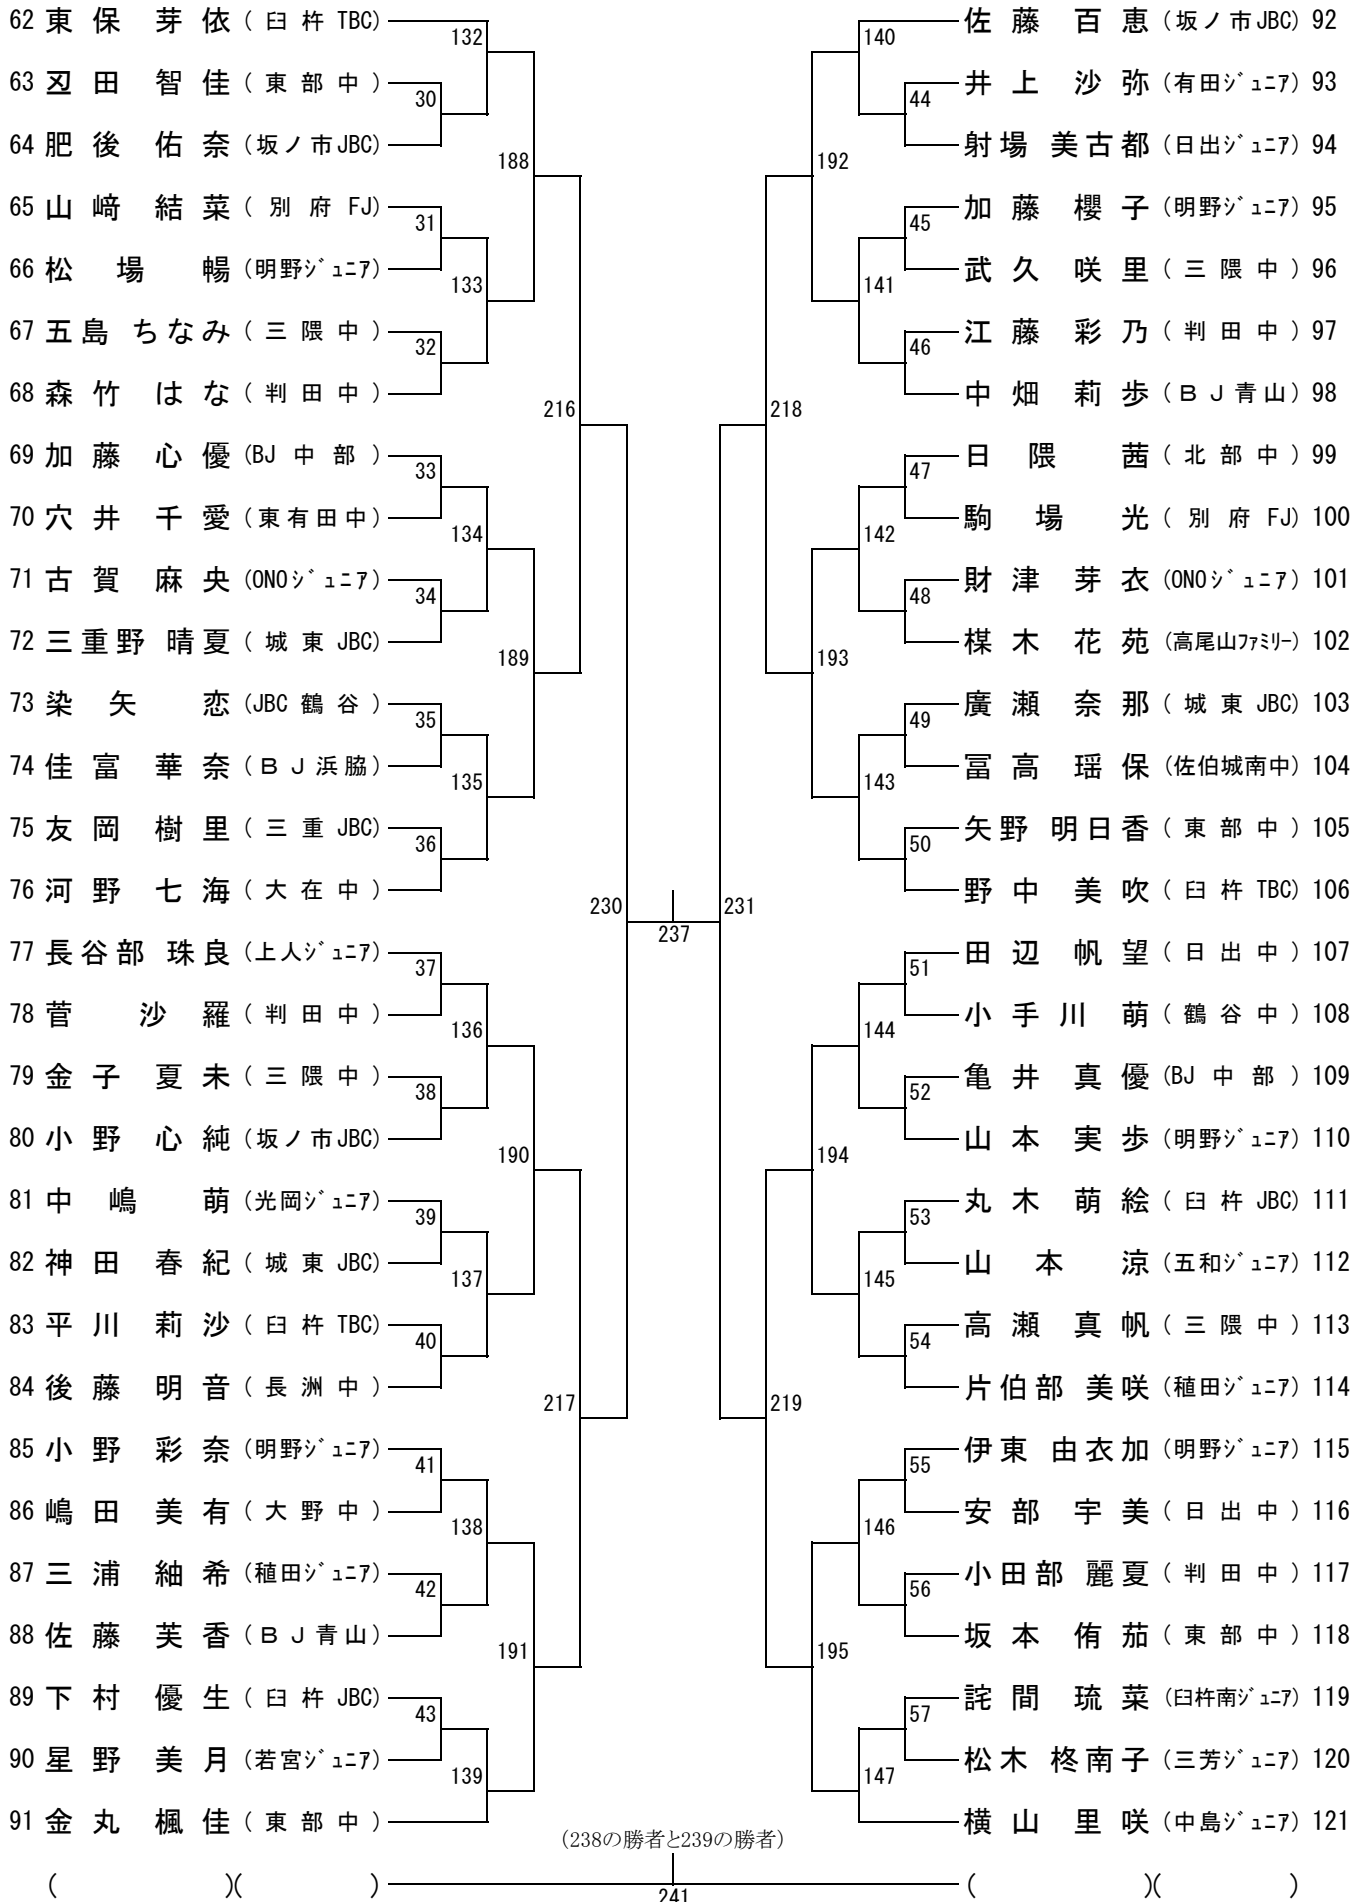 62 東保 芽依 (臼杵TBC)
132
63 刄田 智佳 (東部中)
30
64 肥後 佑奈 (坂ノ市JBC)
188
65 山﨑 結菜 (別府FJ)
31
66 松場 暢 (明野ジュニア)
133
67 五島 ちなみ (三隈中)
32
68 森竹 はな (判田中)
216
69 加藤 心優 (BJ中部)
33
70 穴井 千愛 (東有田中)
134
71 古賀 麻央 (ONOジュニア)
34
72 三重野 晴夏 (城東JBC)
189
73 染矢 恋 (JBC鶴谷)
35
74 佳富 華奈 (BJ浜脇)
135
75 友岡 樹里 (三重JBC)
36
76 河野 七海 (大在中)
230
77 長谷部 珠良 (上人ジュニア)
37
78 菅 沙羅 (判田中)
136
79 金子 夏未 (三隈中)
38
80 小野 心純 (坂ノ市JBC)
190
81 中嶋 萌 (光岡ジュニア)
39
82 神田 春紀 (城東JBC)
137
83 平川 莉沙 (臼杵TBC)
40
84 後藤 明音 (長洲中)
217
85 小野 彩奈 (明野ジュニア)
41
86 嶋田 美有 (大野中)
138
87 三浦 紬希 (稙田ジュニア)
42
88 佐藤 芙香 (BJ青山)
191
89 下村 優生 (臼杵JBC)
43
90 星野 美月 (若宮ジュニア)
139
91 金丸 楓佳 (東部中)
237
佐藤 百恵 (坂ノ市JBC) 92
140
井上 沙弥 (有田ジュニア) 93
44
射場 美古都 (日出ジュニア) 94
192
加藤 櫻子 (明野ジュニア) 95
45
武久 咲里 (三隈中) 96
141
江藤 彩乃 (判田中) 97
46
中畑 莉歩 (BJ青山) 98
218
日隈 茜 (北部中) 99
47
駒場 光 (別府FJ) 100
142
財津 芽衣 (ONOジュニア) 101
48
楳木 花苑 (高尾山ファミリー) 102
193
廣瀬 奈那 (城東JBC) 103
49
冨高 瑶保 (佐伯城南中) 104
143
矢野 明日香 (東部中) 105
50
野中 美吹 (臼杵TBC) 106
231
田辺 帆望 (日出中) 107
51
小手川 萌 (鶴谷中) 108
144
亀井 真優 (BJ中部) 109
52
山本 実歩 (明野ジュニア) 110
194
丸木 萌絵 (臼杵JBC) 111
53
山本 涼 (五和ジュニア) 112
145
高瀬 真帆 (三隈中) 113
54
片伯部 美咲 (稙田ジュニア) 114
219
伊東 由衣加 (明野ジュニア) 115
55
安部 宇美 (日出中) 116
146
小田部 麗夏 (判田中) 117
56
坂本 侑茄 (東部中) 118
195
詫間 琉菜 (臼杵南ジュニア) 119
57
松木 柊南子 (三芳ジュニア) 120
147
横山 里咲 (中島ジュニア) 121
(238の勝者と239の勝者)
( )( ) 241 ( )( )